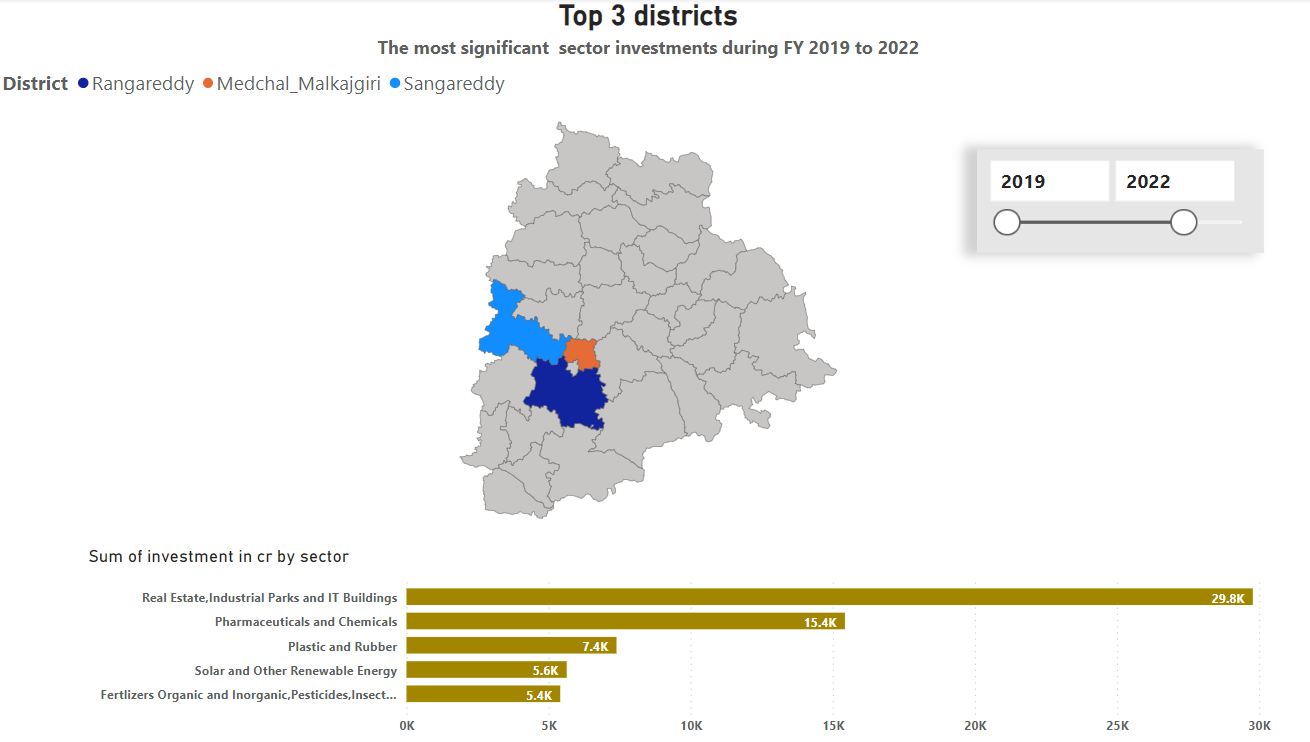 Top 3 districts
The most significant sector investments during FY 2019 to 2022
District Rangareddy Medchal_Malkajgiri Sangareddy
2019 2022
Sum of investment in cr by sector
Real Estate,Industrial Parks and IT Buildings 29.8K
Pharmaceuticals and Chemicals 15.4K
Plastic and Rubber 7.4K
Solar and Other Renewable Energy 5.6K
Fertlizers Organic and Inorganic,Pesticides,Insect... 5.4K
0K 5K 10K 15K 20K 25K 30K